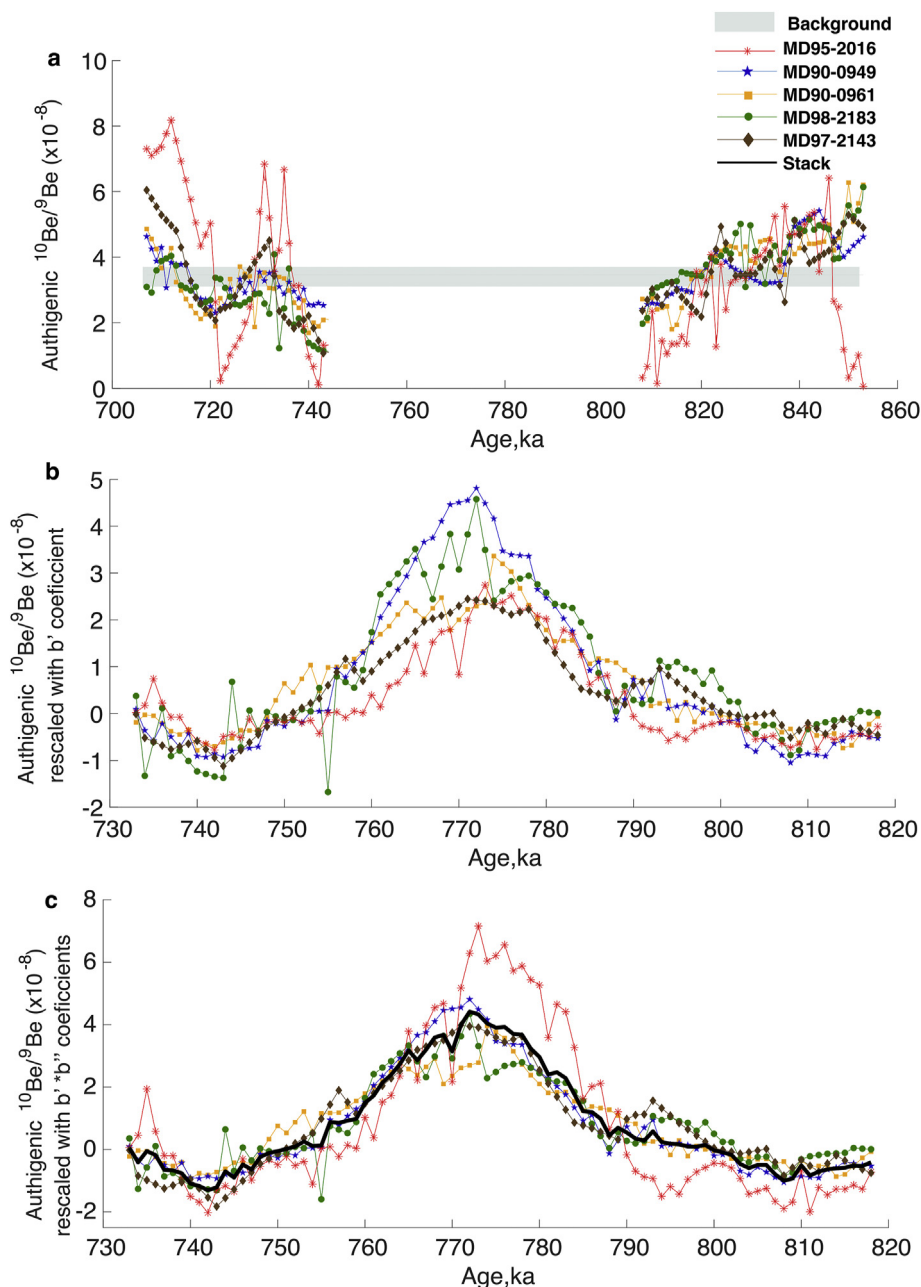 a
Background
MD95-2016
MD90-0949
MD90-0961
MD98-2183
MD97-2143
Stack
Authigenic ¹⁰Be/⁹Be (x10⁻⁸)
10
8
6
4
2
0
700 720 740 760 780 800 820 840 860
Age,ka
b
Authigenic ¹⁰Be/⁹Be (x10⁻⁸)
rescaled with b' coeficcient
5
4
3
2
1
0
-1
-2
730 740 750 760 770 780 790 800 810 820
Age,ka
c
Authigenic ¹⁰Be/⁹Be (x10⁻⁸)
rescaled with b' *b" coeficcients
8
6
4
2
0
-2
730 740 750 760 770 780 790 800 810 820
Age,ka